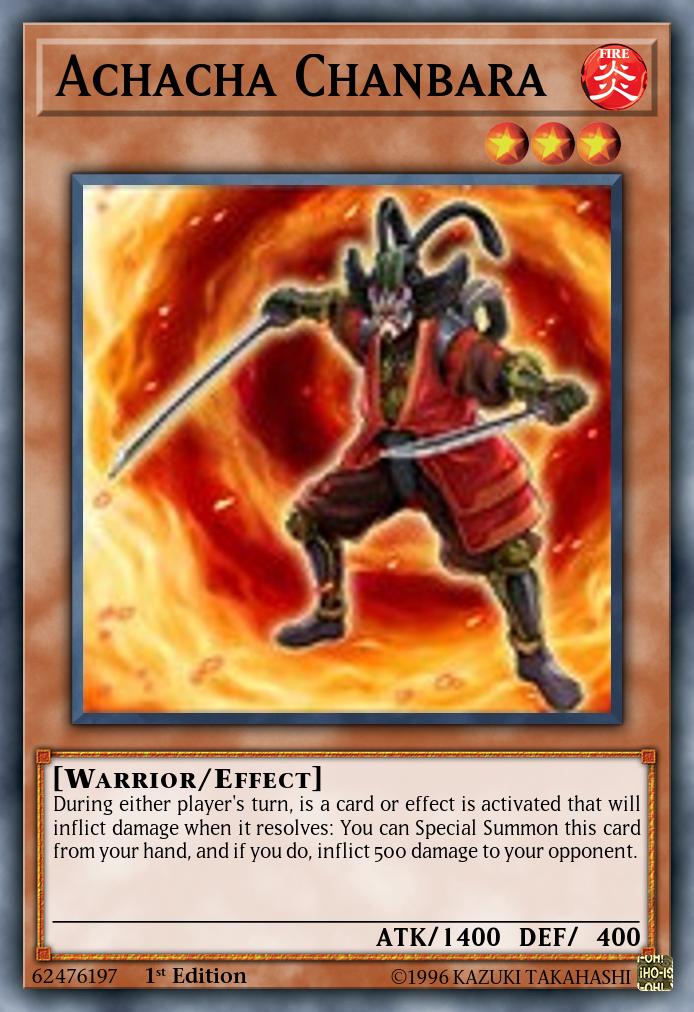 ACHACHA CHANBARA
FIRE
炎
[WARRIOR/EFFECT]
During either player's turn, is a card or effect is activated that will
inflict damage when it resolves: You can Special Summon this card
from your hand, and if you do, inflict 500 damage to your opponent.
ATK/1400 DEF/ 400
62476197 1st Edition ©1996 KAZUKI TAKAHASHI